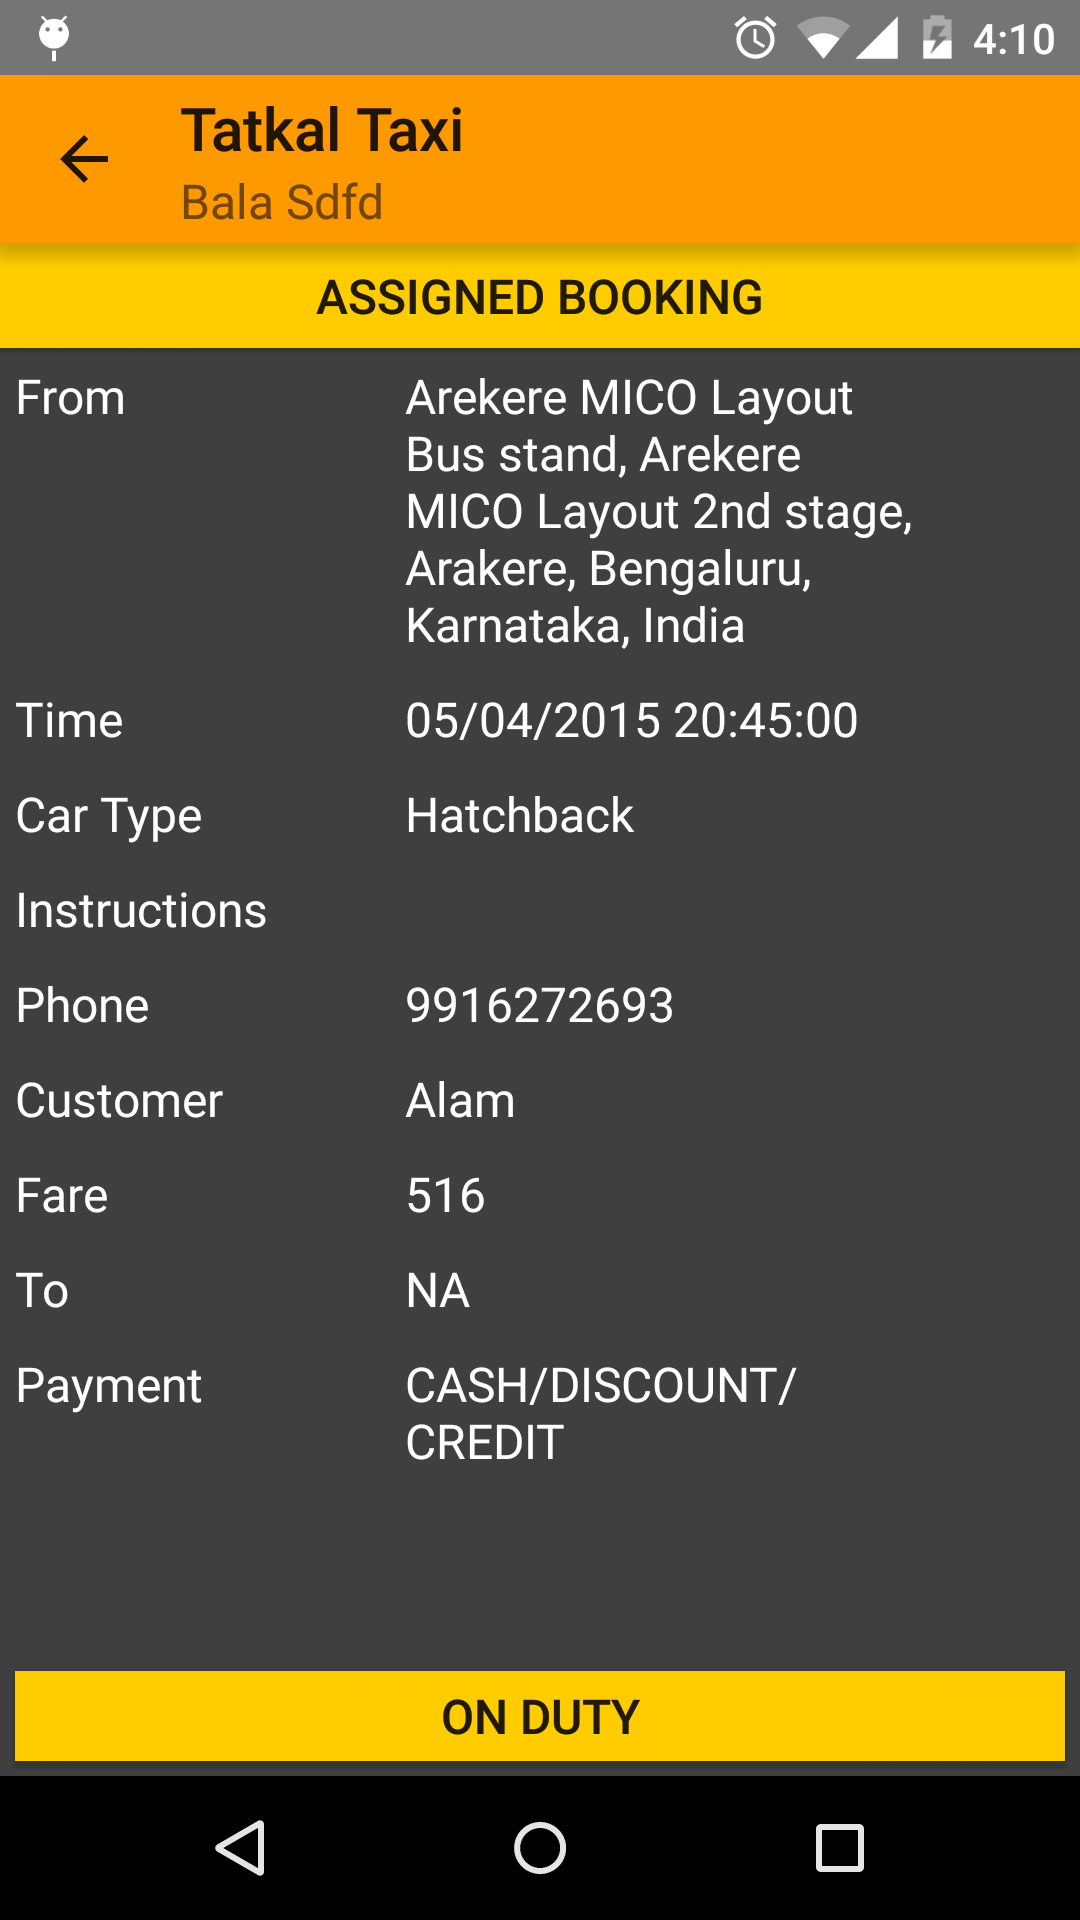 4:10
Tatkal Taxi
Bala Sdfd
ASSIGNED BOOKING
From
Arekere MICO Layout
Bus stand, Arekere
MICO Layout 2nd stage,
Arakere, Bengaluru,
Karnataka, India
Time
05/04/2015 20:45:00
Car Type
Hatchback
Instructions
Phone
9916272693
Customer
Alam
Fare
516
To
NA
Payment
CASH/DISCOUNT/
CREDIT
ON DUTY